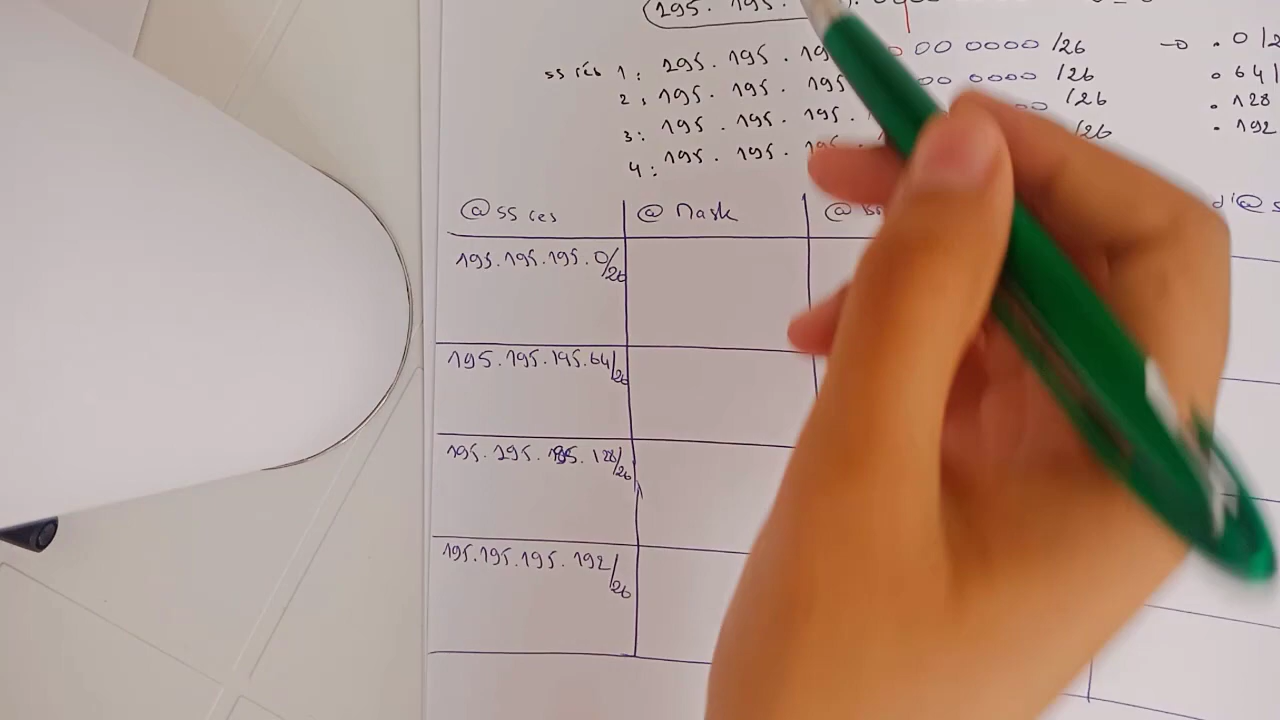 195. 195.
ss rés 1: 195. 195. 19 00 0000 /26 → .0/2
2: 195. 195. 195 00 0000 /26 .64/
3: 195. 195. 195. /26 .128
4: 195. 195. 195. /26 .192
@ ss res @ Mask @ d'@ s
195.195.195.0/26
195.195.195.64/26
195.195.195.128/26
195.195.195.192/26